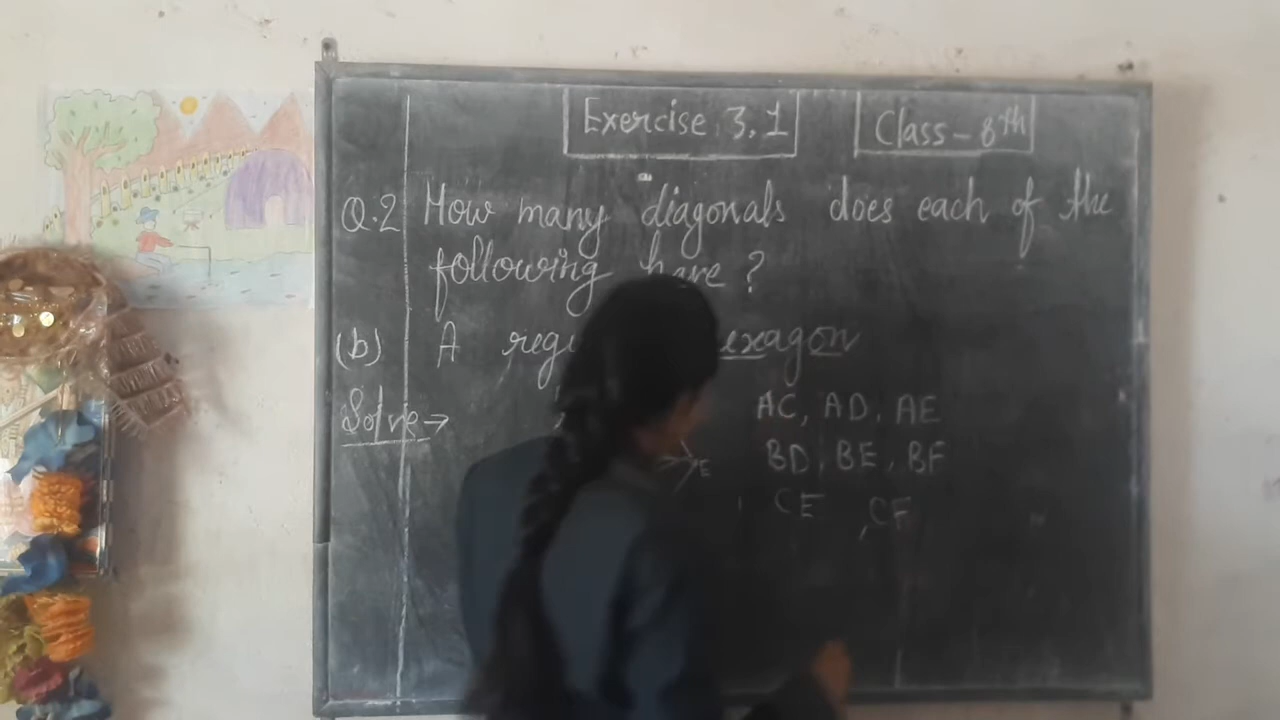 Exercise 3.1
Class - 8th
Q.2 How many diagonals does each of the
following have ?
(b) A
Solve →
AC, AD, AE
BD, BE, BF
E
CE, CF